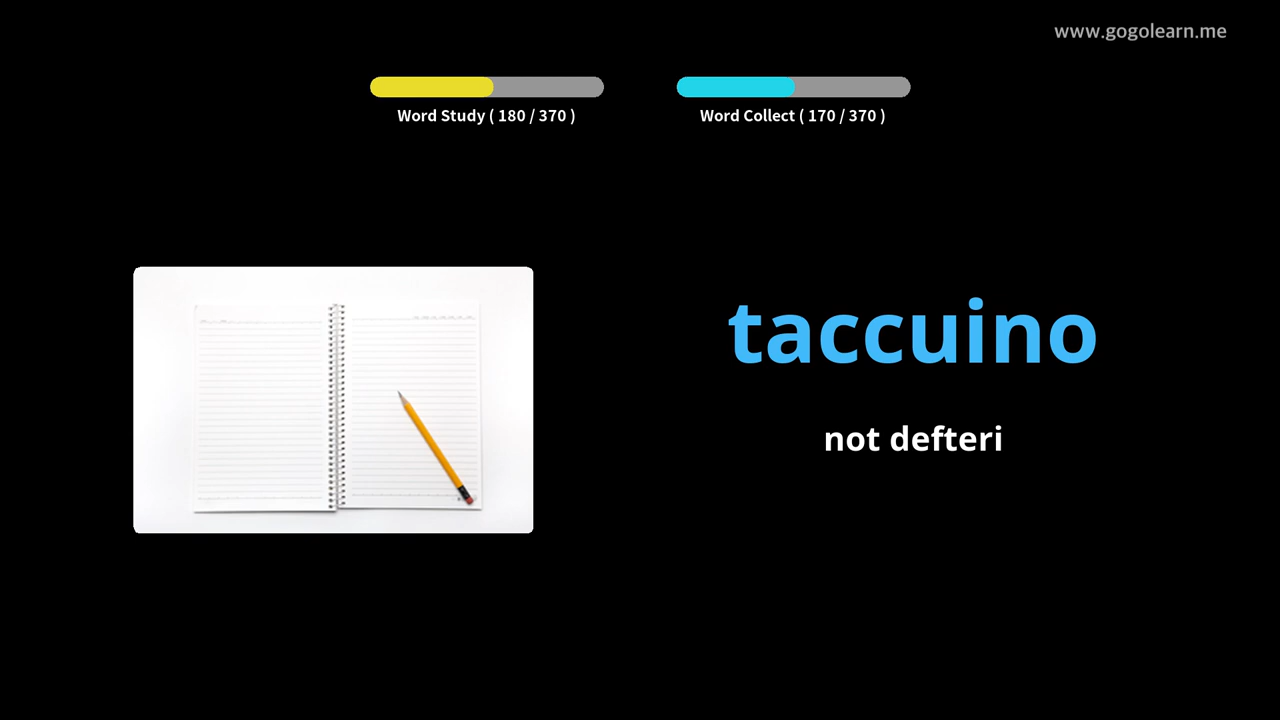 www.gogolearn.me
Word Study ( 180 / 370 )
Word Collect ( 170 / 370 )
taccuino
not defteri